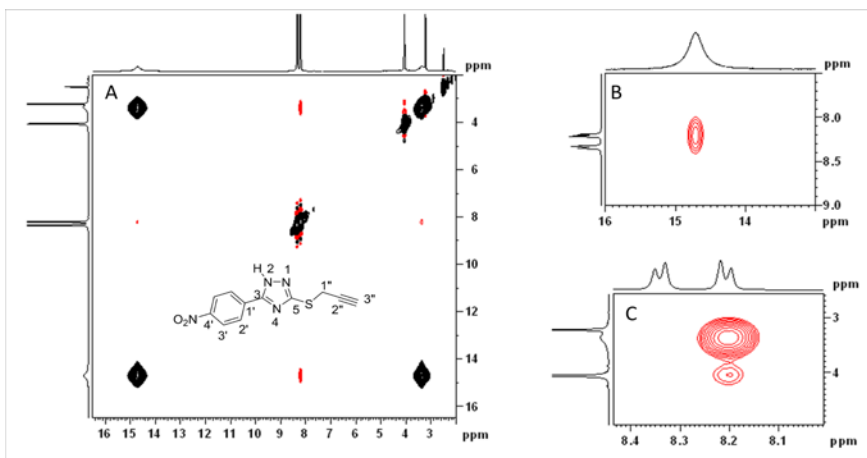 ppm
A
4
6
8
10
12
14
16
H
2
N-N
1
3
N
4
5
S
1"
2"
3"
1'
O₂N
4'
2'
3'
16 15 14 13 12 11 10 9 8 7 6 5 4 3 ppm
ppm
B
8.0
8.5
9.0
16 15 14 ppm
ppm
C
3
4
8.4 8.3 8.2 8.1 ppm